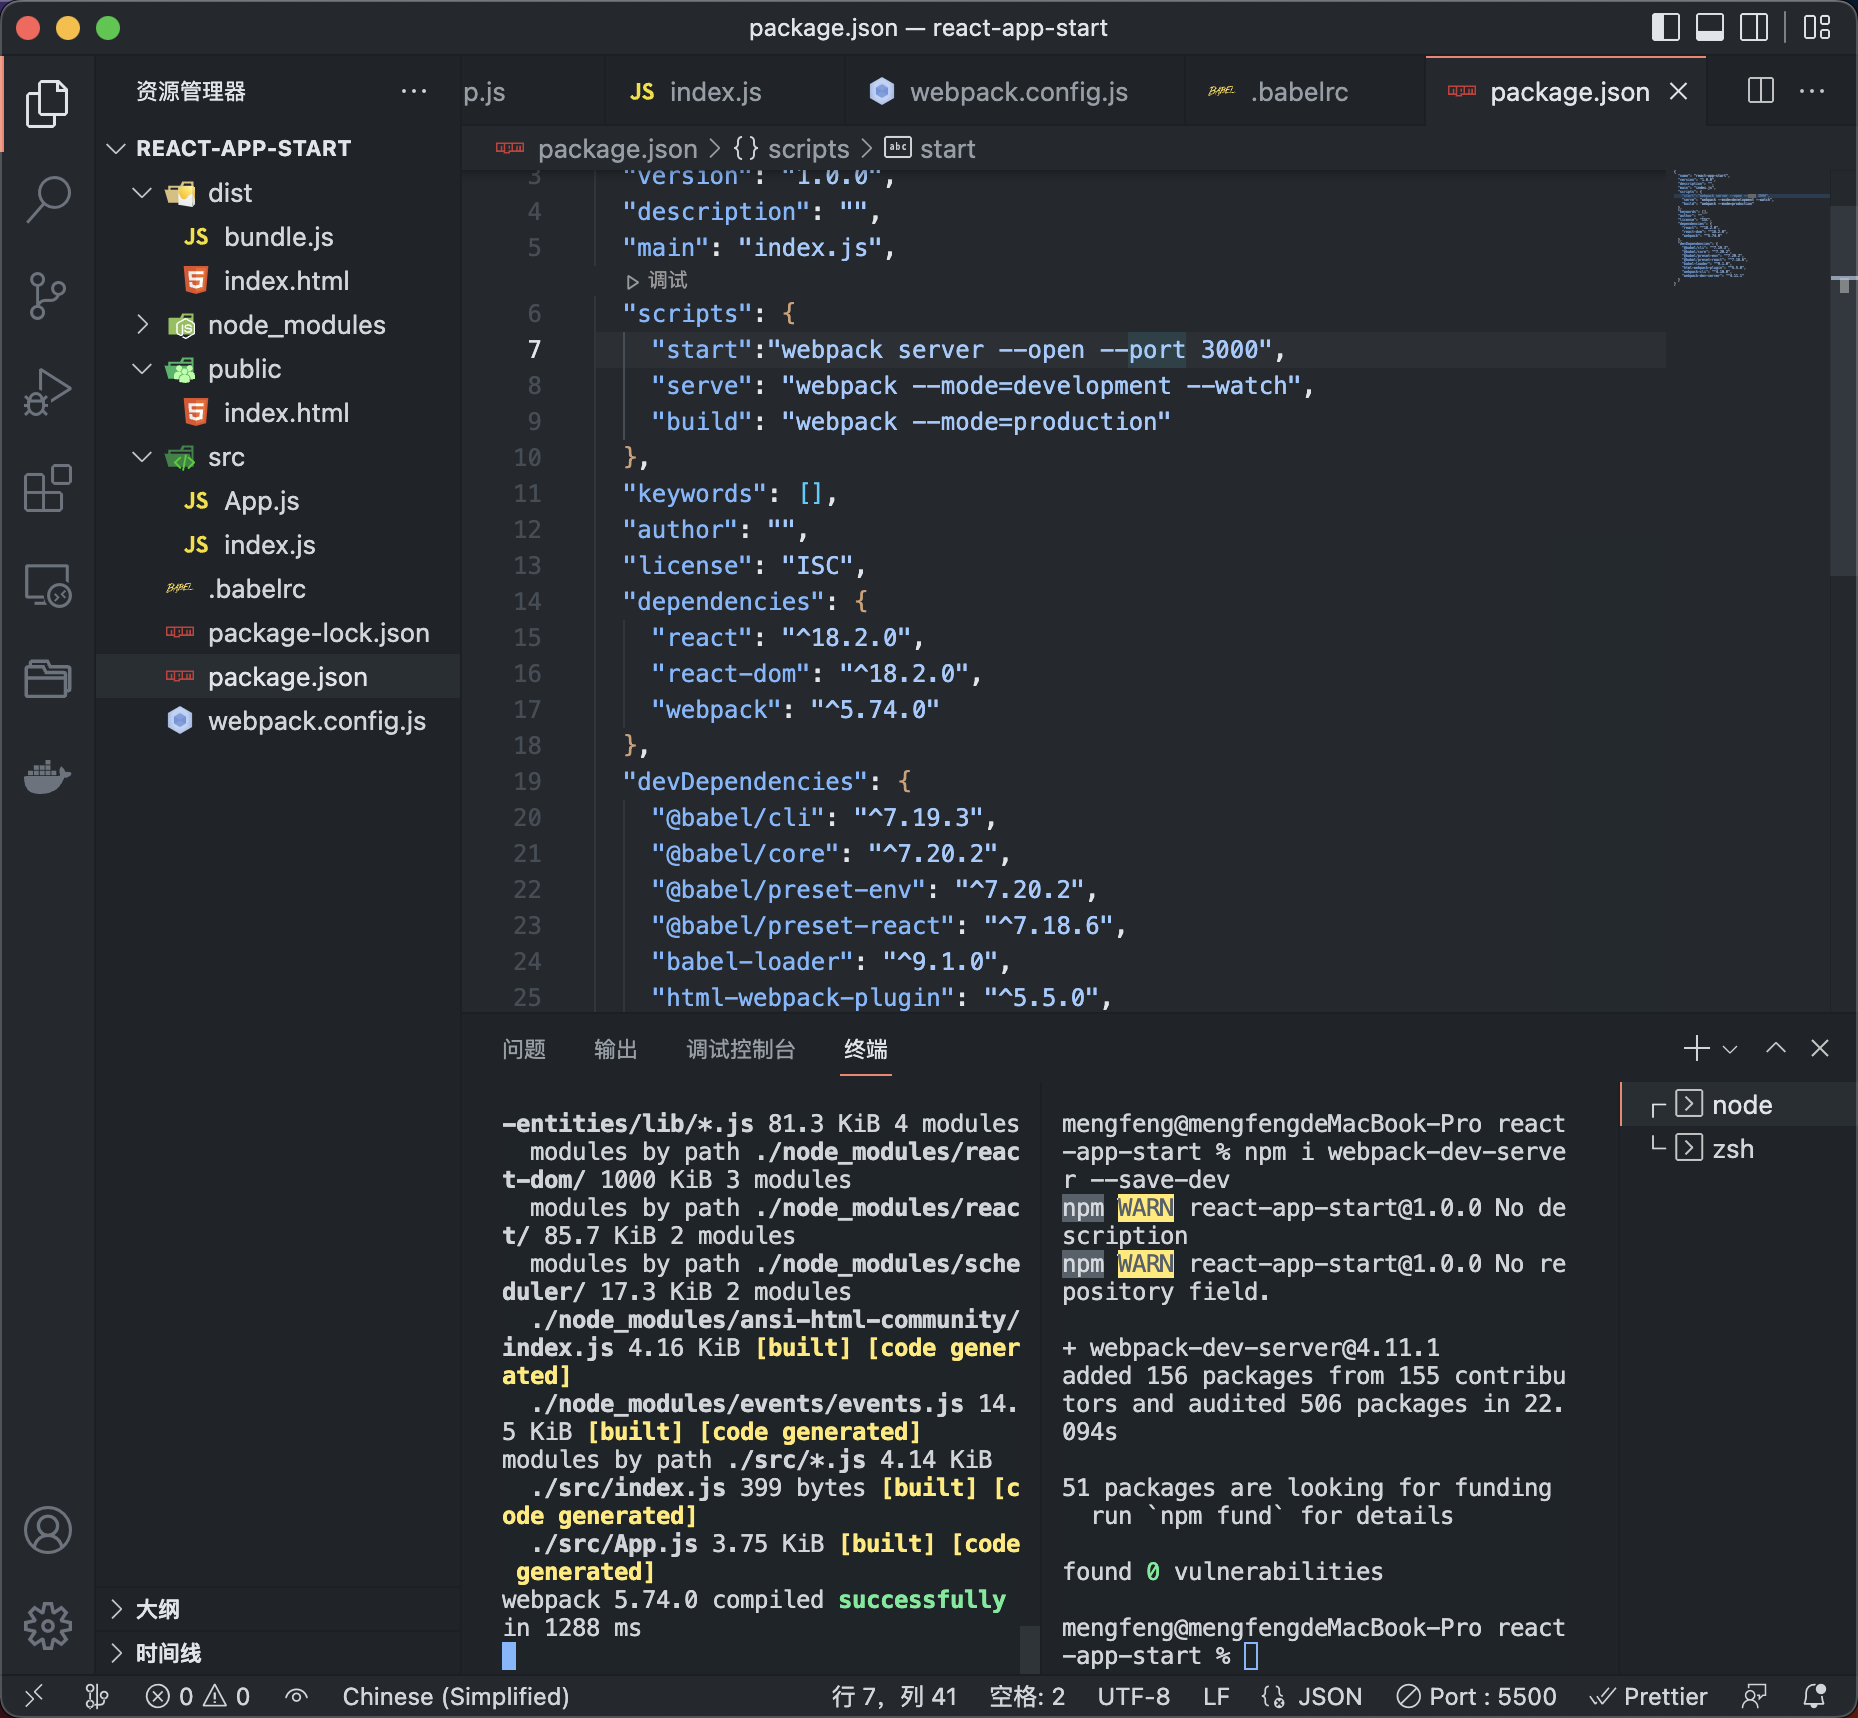 package.json — react-app-start
资源管理器
p.js
JS index.js
webpack.config.js
BABEL .babelrc
package.json
package.json > {} scripts > abc start
REACT-APP-START
dist
JS bundle.js
5 index.html
node_modules
public
5 index.html
src
JS App.js
JS index.js
BABEL .babelrc
package-lock.json
package.json
webpack.config.js
大纲
时间线
3 "version": "1.0.0",
4 "description": "",
5 "main": "index.js",
调试
6 "scripts": {
7 "start":"webpack server --open --port 3000",
8 "serve": "webpack --mode=development --watch",
9 "build": "webpack --mode=production"
10 },
11 "keywords": [],
12 "author": "",
13 "license": "ISC",
14 "dependencies": {
15 "react": "^18.2.0",
16 "react-dom": "^18.2.0",
17 "webpack": "^5.74.0"
18 },
19 "devDependencies": {
20 "@babel/cli": "^7.19.3",
21 "@babel/core": "^7.20.2",
22 "@babel/preset-env": "^7.20.2",
23 "@babel/preset-react": "^7.18.6",
24 "babel-loader": "^9.1.0",
25 "html-webpack-plugin": "^5.5.0",
问题 输出 调试控制台 终端
-entities/lib/*.js 81.3 KiB 4 modules
modules by path ./node_modules/reac
t-dom/ 1000 KiB 3 modules
modules by path ./node_modules/reac
t/ 85.7 KiB 2 modules
modules by path ./node_modules/sche
duler/ 17.3 KiB 2 modules
./node_modules/ansi-html-community/
index.js 4.16 KiB [built] [code gener
ated]
./node_modules/events/events.js 14.
5 KiB [built] [code generated]
modules by path ./src/*.js 4.14 KiB
./src/index.js 399 bytes [built] [c
ode generated]
./src/App.js 3.75 KiB [built] [code
generated]
webpack 5.74.0 compiled successfully
in 1288 ms
mengfeng@mengfengdeMacBook-Pro react
-app-start % npm i webpack-dev-serve
r --save-dev
npm WARN react-app-start@1.0.0 No de
scription
npm WARN react-app-start@1.0.0 No re
pository field.
+ webpack-dev-server@4.11.1
added 156 packages from 155 contribu
tors and audited 506 packages in 22.
094s
51 packages are looking for funding
run `npm fund` for details
found 0 vulnerabilities
mengfeng@mengfengdeMacBook-Pro react
-app-start %
node
zsh
0 0 Chinese (Simplified) 行 7，列 41 空格: 2 UTF-8 LF JSON Port : 5500 Prettier